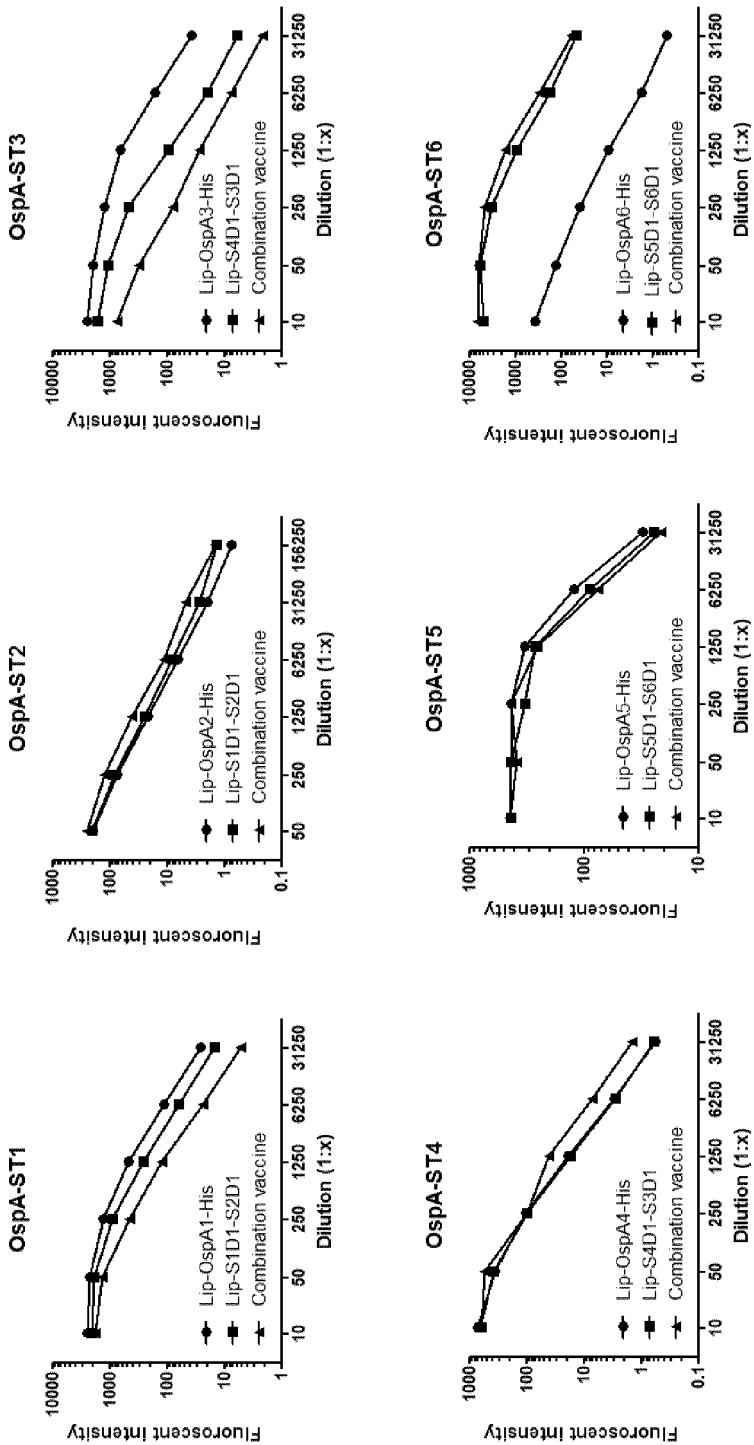 OspA-ST1
Fluoroscent intensity
10000
1000
100
10
1
Lip-OspA1-His
Lip-S1D1-S2D1
Combination vaccine
10
50
250
1250
6250
31250
Dilution (1:x)
OspA-ST2
Fluoroscent intensity
1000
100
10
1
0.1
Lip-OspA2-His
Lip-S1D1-S2D1
Combination vaccine
50
250
1250
6250
31250
156250
Dilution (1:x)
OspA-ST3
Fluoroscent intensity
10000
1000
100
10
1
Lip-OspA3-His
Lip-S4D1-S3D1
Combination vaccine
10
50
250
1250
6250
31250
Dilution (1:x)
OspA-ST4
Fluoroscent intensity
1000
100
10
1
0.1
Lip-OspA4-His
Lip-S4D1-S3D1
Combination vaccine
10
50
250
1250
6250
31250
Dilution (1:x)
OspA-ST5
Fluoroscent intensity
1000
100
10
Lip-OspA5-His
Lip-S5D1-S6D1
Combination vaccine
10
50
250
1250
6250
31250
Dilution (1:x)
OspA-ST6
Fluoroscent intensity
10000
1000
100
10
1
0.1
Lip-OspA6-His
Lip-S5D1-S6D1
Combination vaccine
10
50
250
1250
6250
31250
Dilution (1:x)